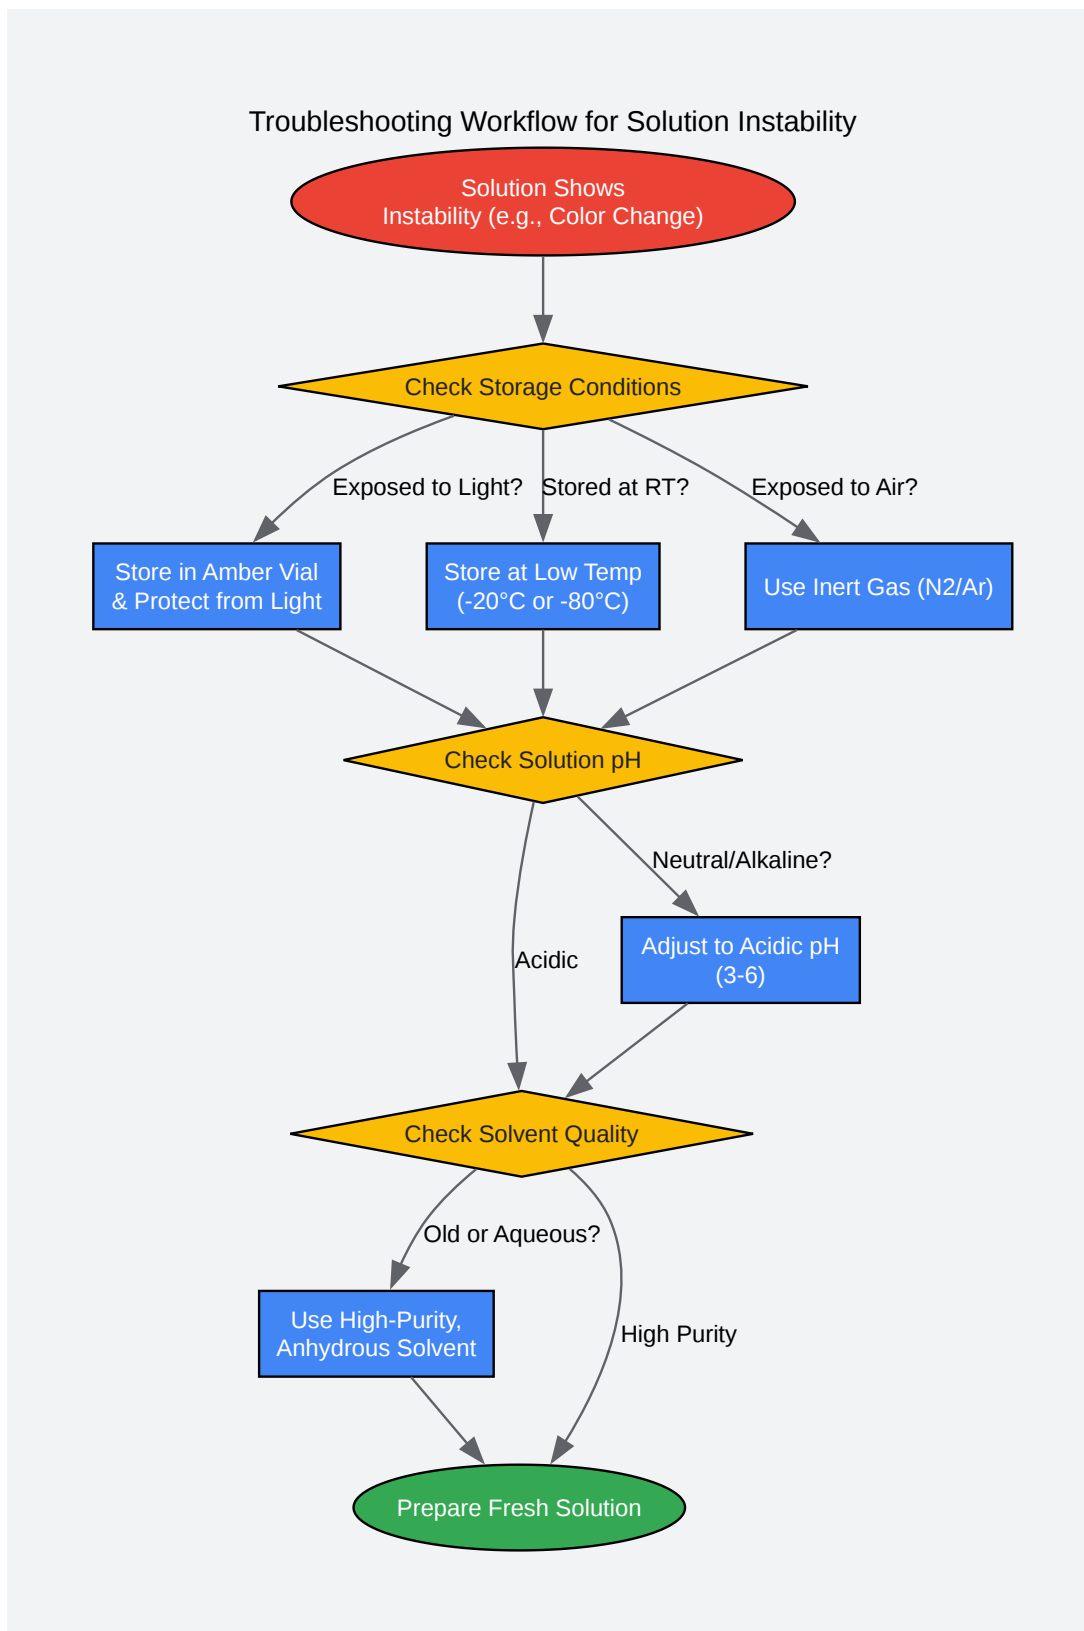 Troubleshooting Workflow for Solution Instability
Solution Shows
Instability (e.g., Color Change)
Check Storage Conditions
Exposed to Light?
Stored at RT?
Exposed to Air?
Store in Amber Vial
& Protect from Light
Store at Low Temp
(-20°C or -80°C)
Use Inert Gas (N2/Ar)
Check Solution pH
Neutral/Alkaline?
Acidic
Adjust to Acidic pH
(3-6)
Check Solvent Quality
Old or Aqueous?
Use High-Purity,
Anhydrous Solvent
High Purity
Prepare Fresh Solution